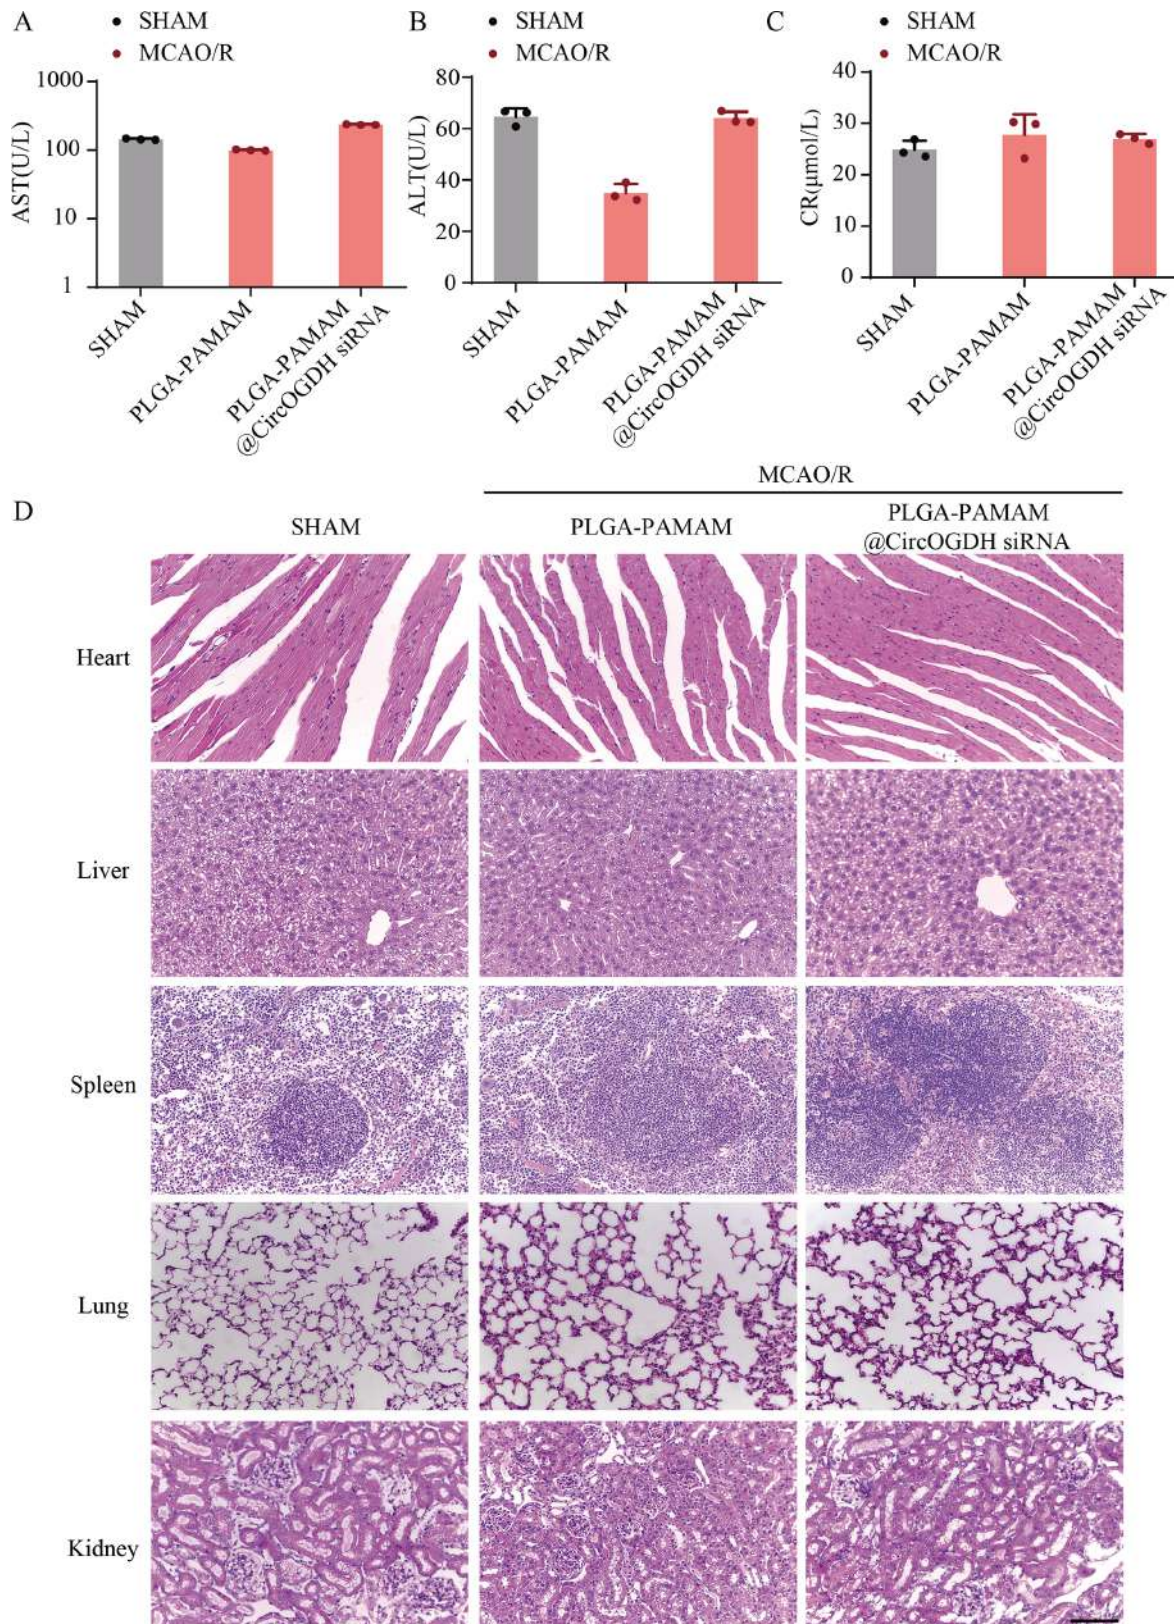 A
SHAM
MCAO/R
AST(U/L)
1000
100
10
1
SHAM
PLGA-PAMAM
PLGA-PAMAM
@CircOGDH siRNA
B
SHAM
MCAO/R
ALT(U/L)
80
60
40
20
0
SHAM
PLGA-PAMAM
PLGA-PAMAM
@CircOGDH siRNA
C
SHAM
MCAO/R
CR(μmol/L)
40
30
20
10
0
SHAM
PLGA-PAMAM
PLGA-PAMAM
@CircOGDH siRNA
D
MCAO/R
SHAM
PLGA-PAMAM
PLGA-PAMAM
@CircOGDH siRNA
Heart
Liver
Spleen
Lung
Kidney